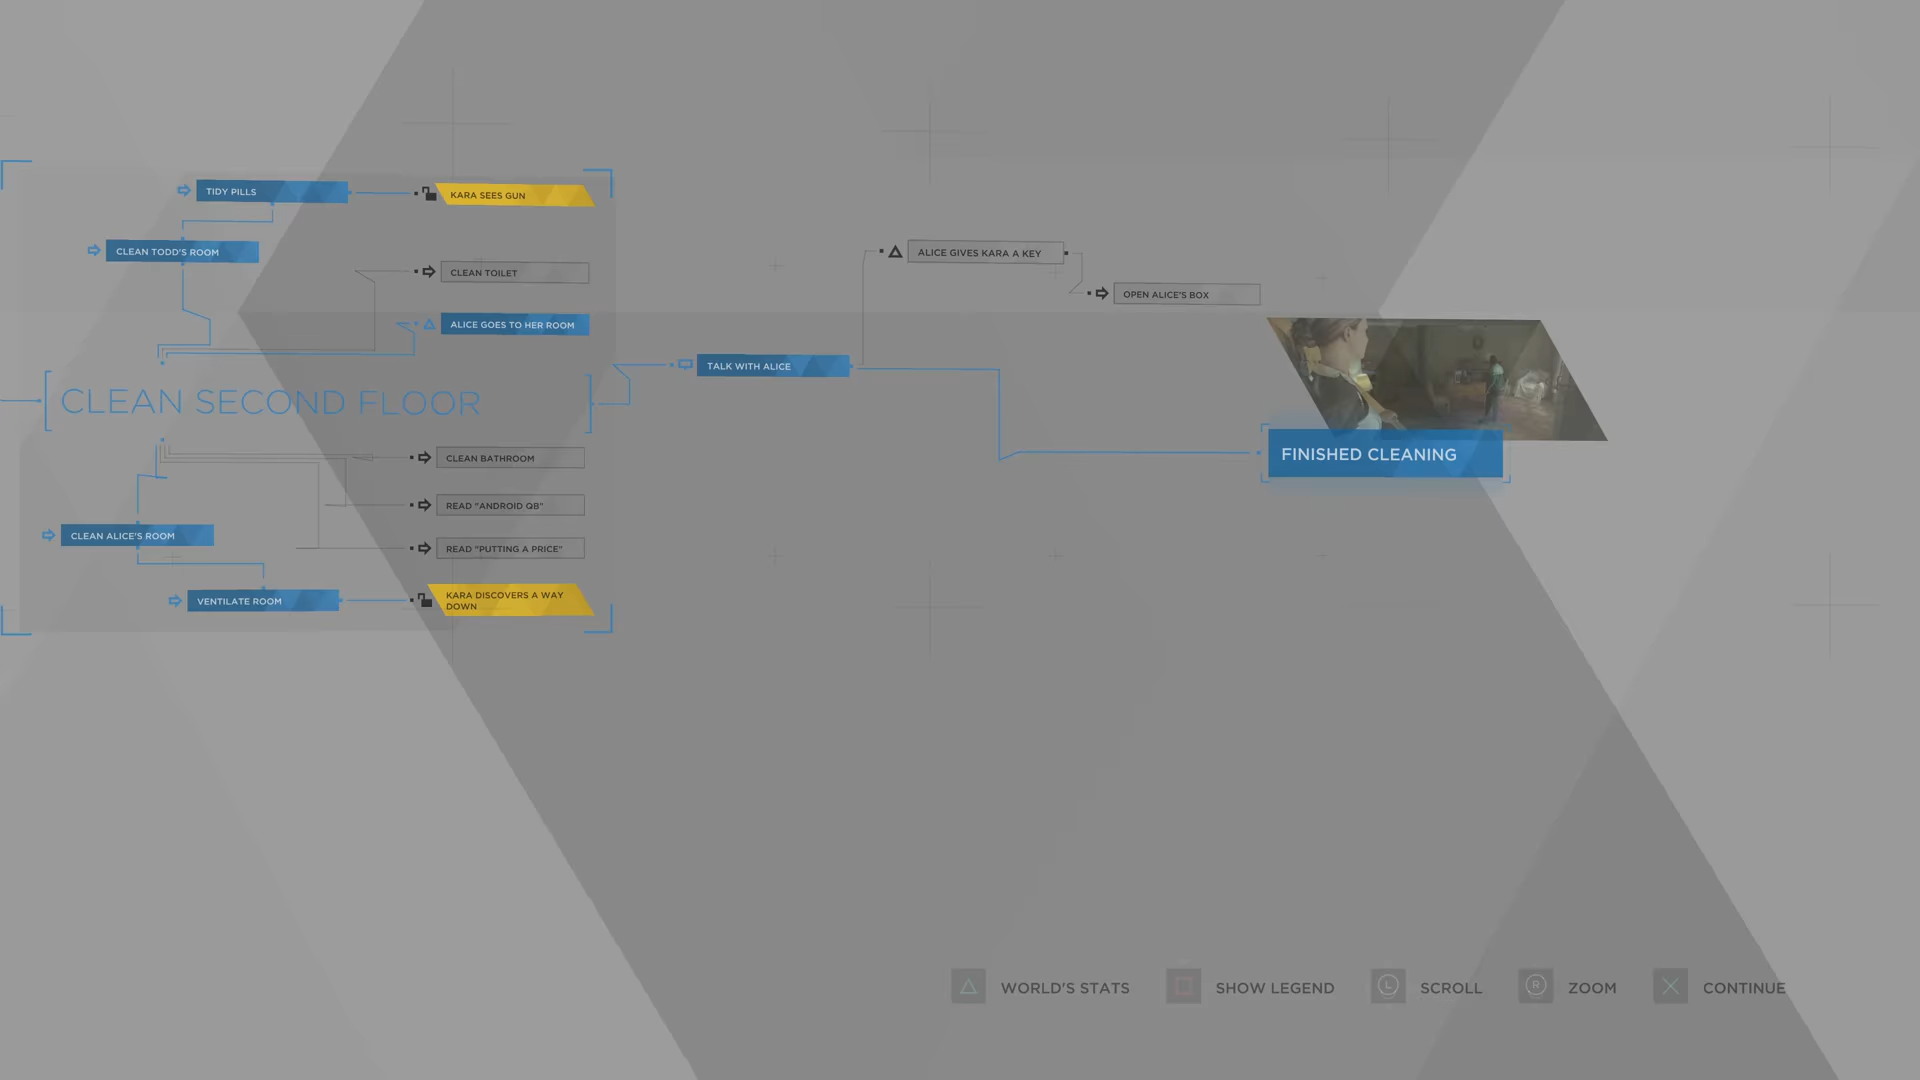 TIDY PILLS
KARA SEES GUN
CLEAN TODD'S ROOM
ALICE GIVES KARA A KEY
CLEAN TOILET
OPEN ALICE'S BOX
ALICE GOES TO HER ROOM
TALK WITH ALICE
CLEAN SECOND FLOOR
FINISHED CLEANING
CLEAN BATHROOM
READ "ANDROID QB"
CLEAN ALICE'S ROOM
READ "PUTTING A PRICE"
VENTILATE ROOM
KARA DISCOVERS A WAY
DOWN
WORLD'S STATS
SHOW LEGEND
L
SCROLL
R
ZOOM
CONTINUE